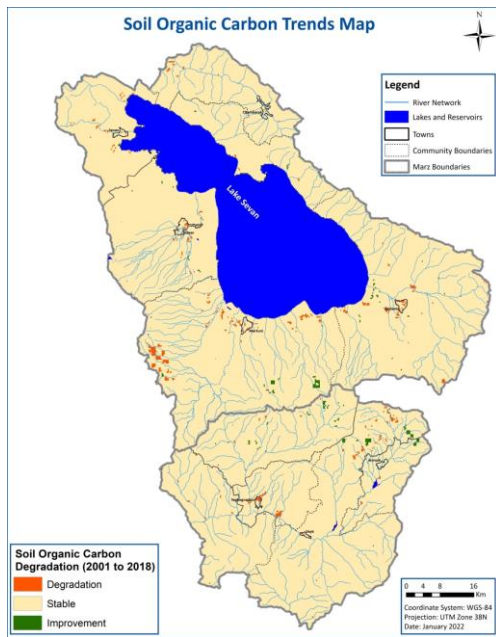 Soil Organic Carbon Trends Map
N
Legend
River Network
Lakes and Reservoirs
Towns
Community Boundaries
Marz Boundaries
Lake Sevan
Soil Organic Carbon
Degradation (2001 to 2018)
Degradation
Stable
Improvement
0 4 8 16
Km
Coordinate System: WGS-84
Projection: UTM Zone 38N
Date: January 2022